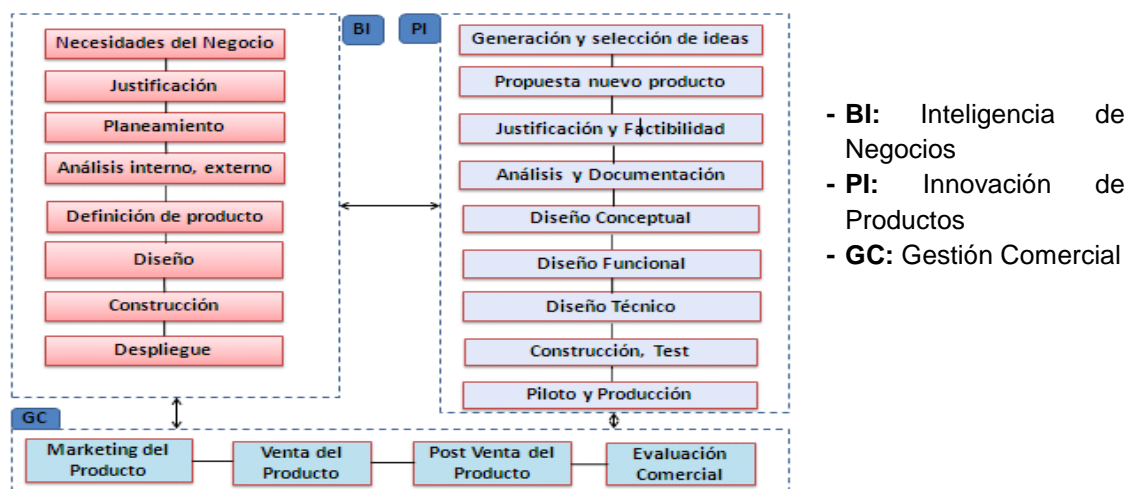 BI
PI
Necesidades del Negocio
Justificación
Planeamiento
Análisis interno, externo
Definición de producto
Diseño
Construcción
Despliegue
Generación y selección de ideas
Propuesta nuevo producto
Justificación y Factibilidad
Análisis y Documentación
Diseño Conceptual
Diseño Funcional
Diseño Técnico
Construcción, Test
Piloto y Producción
GC
Marketing del
Producto
Venta del
Producto
Post Venta del
Producto
Evaluación
Comercial
- BI: Inteligencia de
Negocios
- PI: Innovación de
Productos
- GC: Gestión Comercial